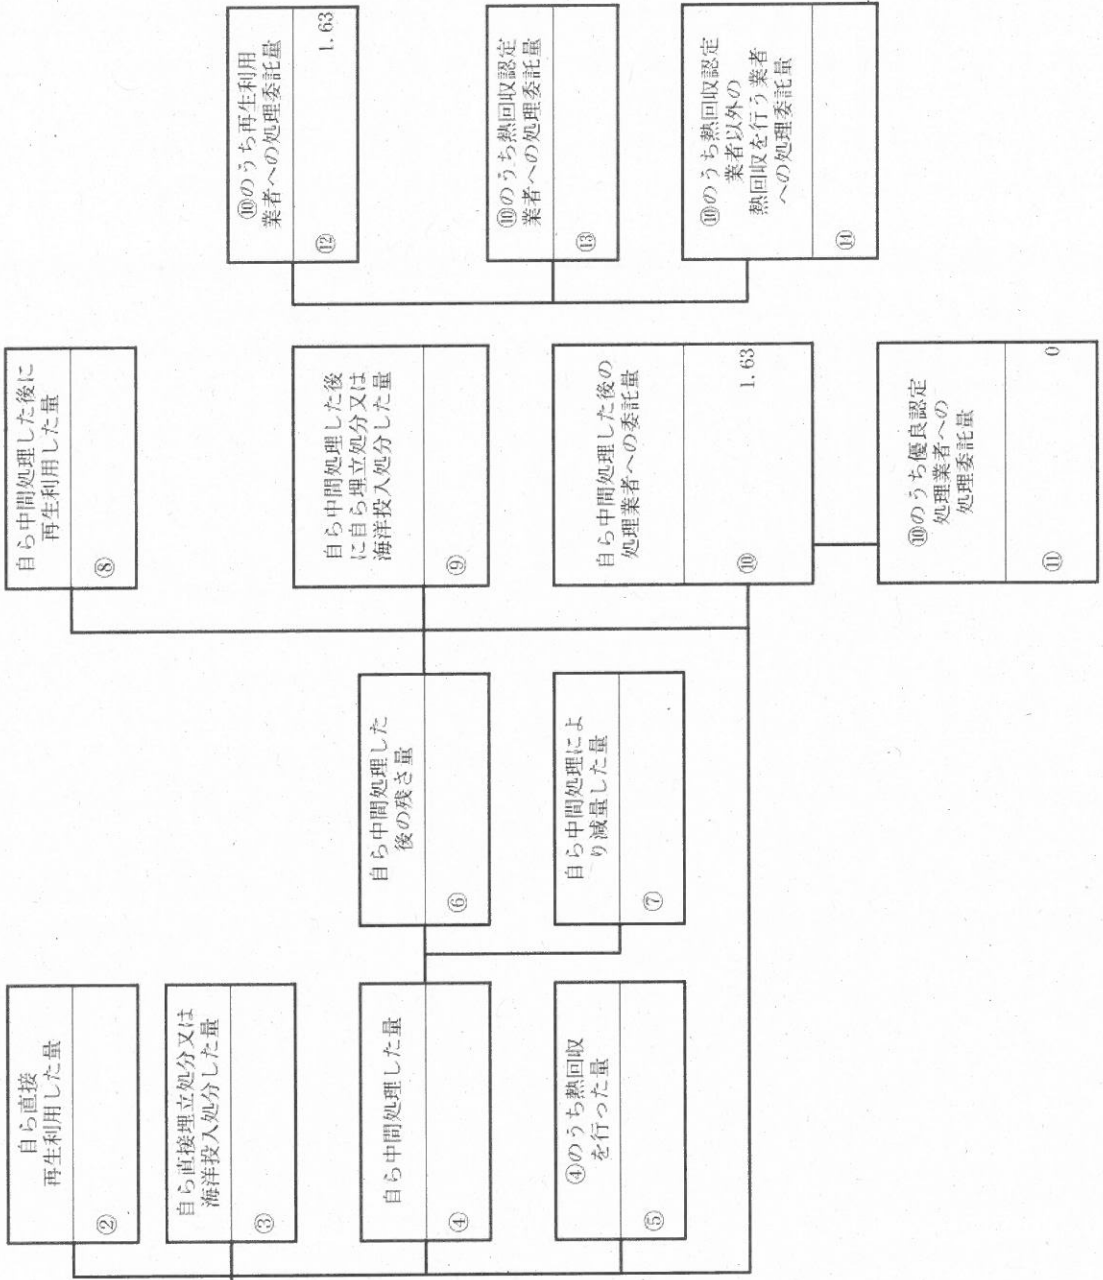 自ら直接
再生利用した量
②
自ら直接埋立処分又は
海洋投入処分した量
③
自ら中間処理した量
④
④のうち熱回収
を行った量
⑤
自ら中間処理した
後の残さ量
⑥
自ら中間処理によ
り減量した量
⑦
自ら中間処理した後に
再生利用した量
⑧
自ら中間処理した後
に自ら埋立処分又は
海洋投入処分した量
⑨
自ら中間処理した後の
処理業者への委託量
⑩ 1.63
⑩のうち優良認定
処理業者への
処理委託量
⑪ 0
⑩のうち再生利用
業者への処理委託量
⑫ 1.63
⑩のうち熱回収認定
業者への処理委託量
⑬
⑩のうち熱回収認定
業者以外の
熱回収を行う業者
への処理委託量
⑭